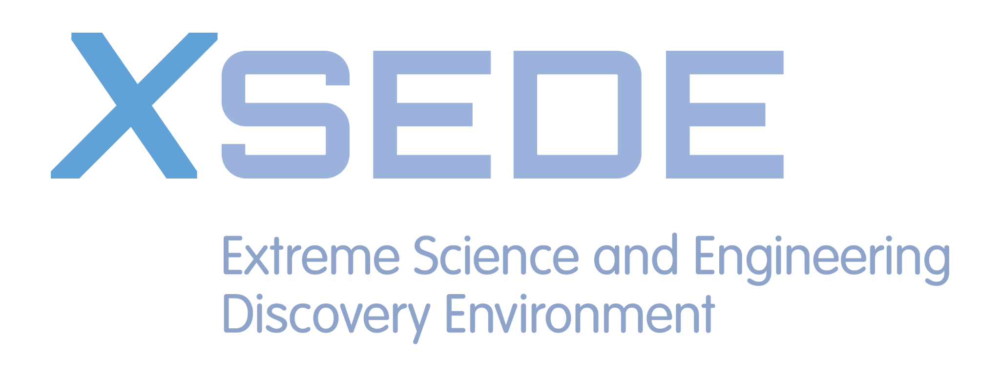 XSEDE
Extreme Science and Engineering
Discovery Environment